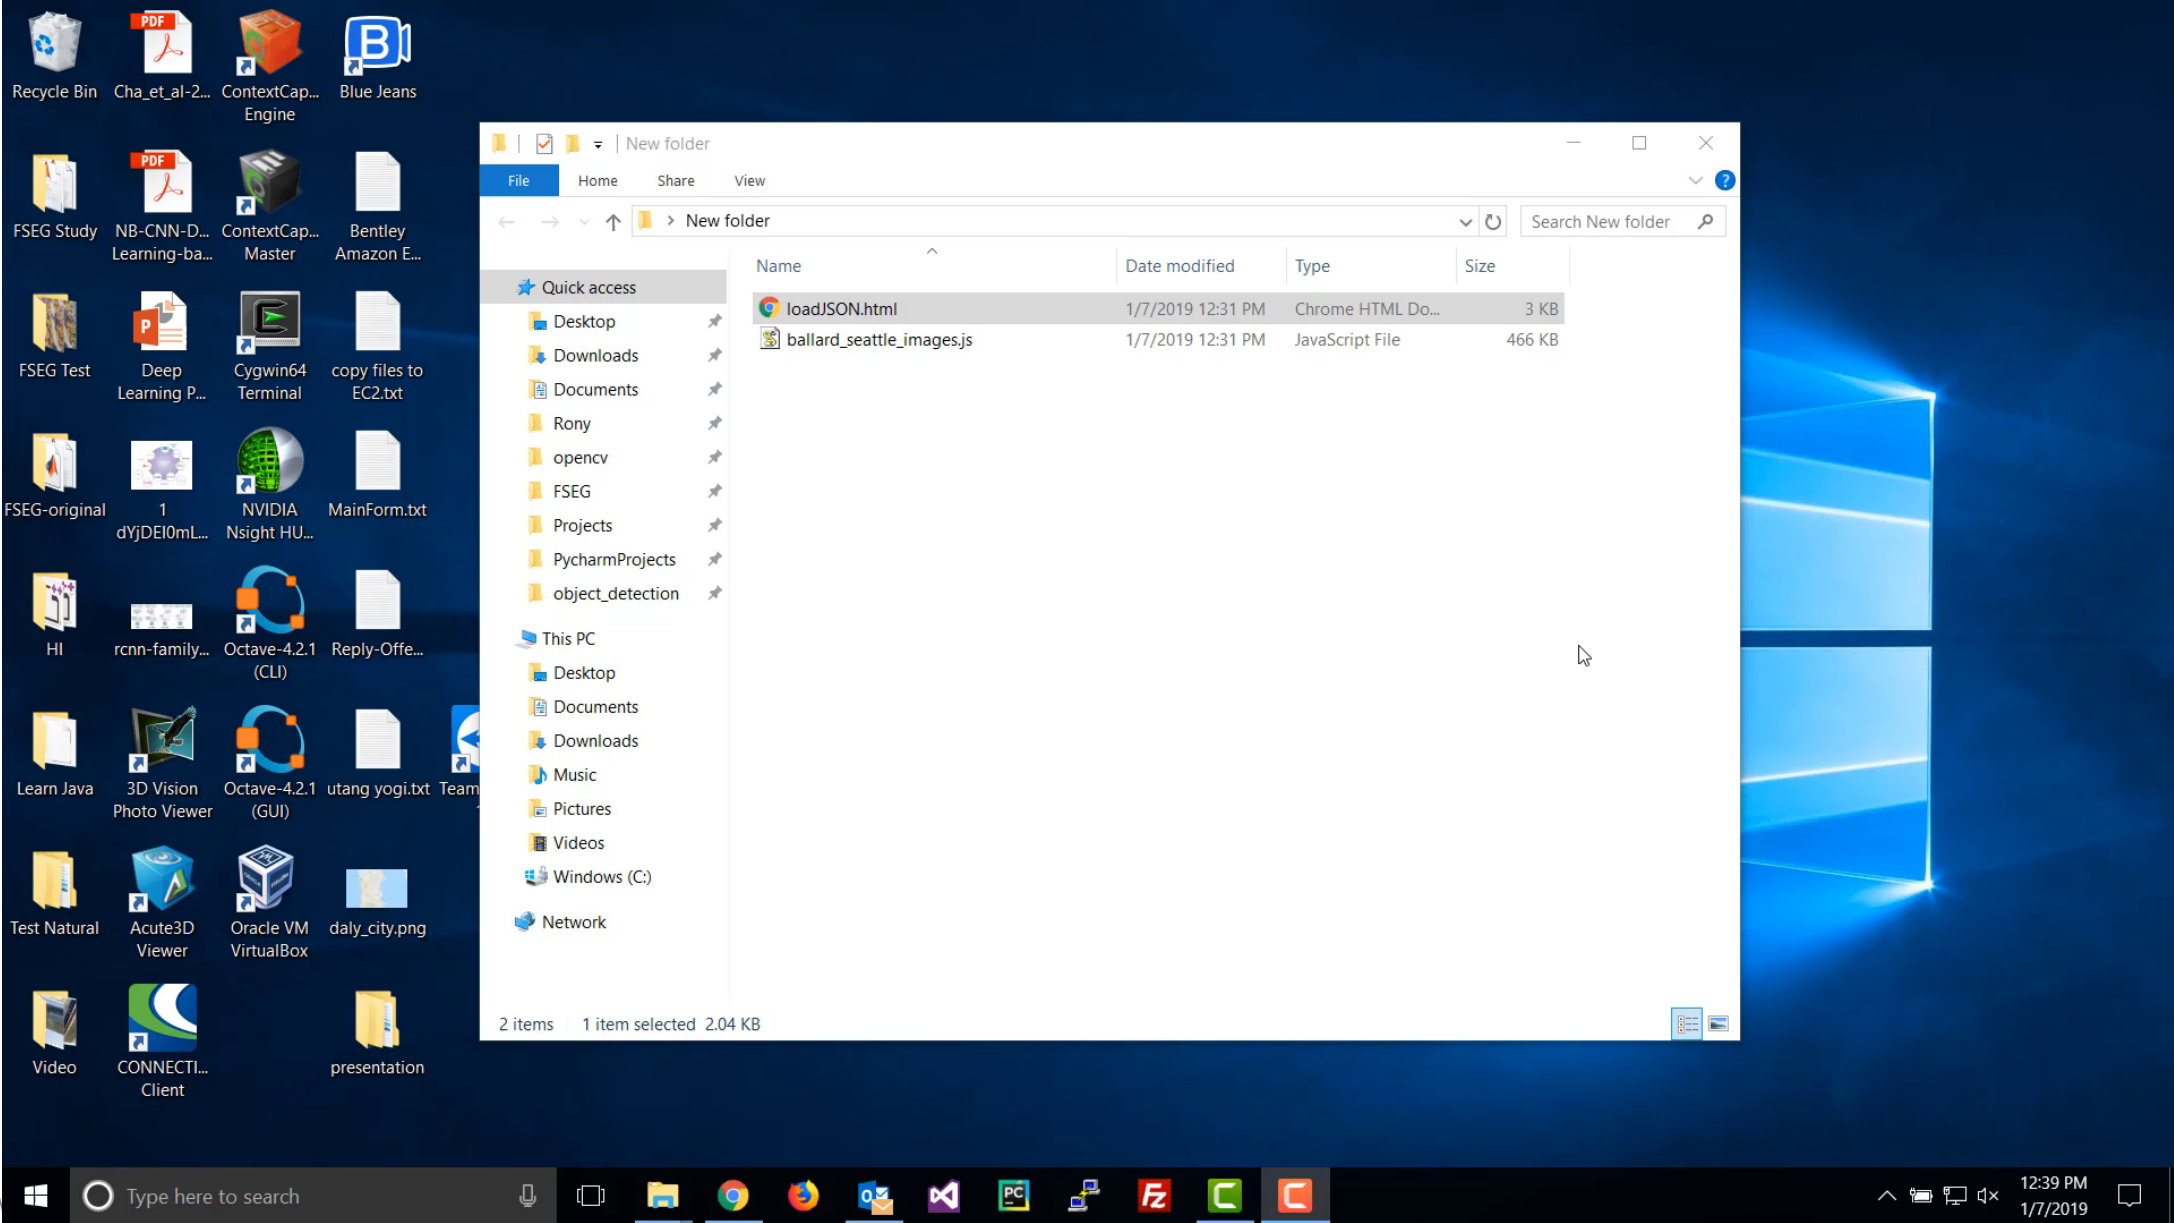 Recycle Bin
Cha_et_al-2...
ContextCap...
Engine
Blue Jeans
FSEG Study
NB-CNN-D...
Learning-ba...
ContextCap...
Master
Bentley
Amazon E...
FSEG Test
Deep
Learning P...
Cygwin64
Terminal
copy files to
EC2.txt
FSEG-original
1
dYjDEI0mL...
NVIDIA
Nsight HU...
MainForm.txt
HI
rcnn-family...
Octave-4.2.1
(CLI)
Reply-Offe...
Learn Java
3D Vision
Photo Viewer
Octave-4.2.1
(GUI)
utang yogi.txt
Team
Test Natural
Acute3D
Viewer
Oracle VM
VirtualBox
daly_city.png
Video
CONNECTI...
Client
presentation
New folder
File
Home
Share
View
New folder
Search New folder
Name
Date modified
Type
Size
loadJSON.html
1/7/2019 12:31 PM
Chrome HTML Do...
3 KB
ballard_seattle_images.js
1/7/2019 12:31 PM
JavaScript File
466 KB
Quick access
Desktop
Downloads
Documents
Rony
opencv
FSEG
Projects
PycharmProjects
object_detection
This PC
Desktop
Documents
Downloads
Music
Pictures
Videos
Windows (C:)
Network
2 items
1 item selected 2.04 KB
Type here to search
12:39 PM
1/7/2019